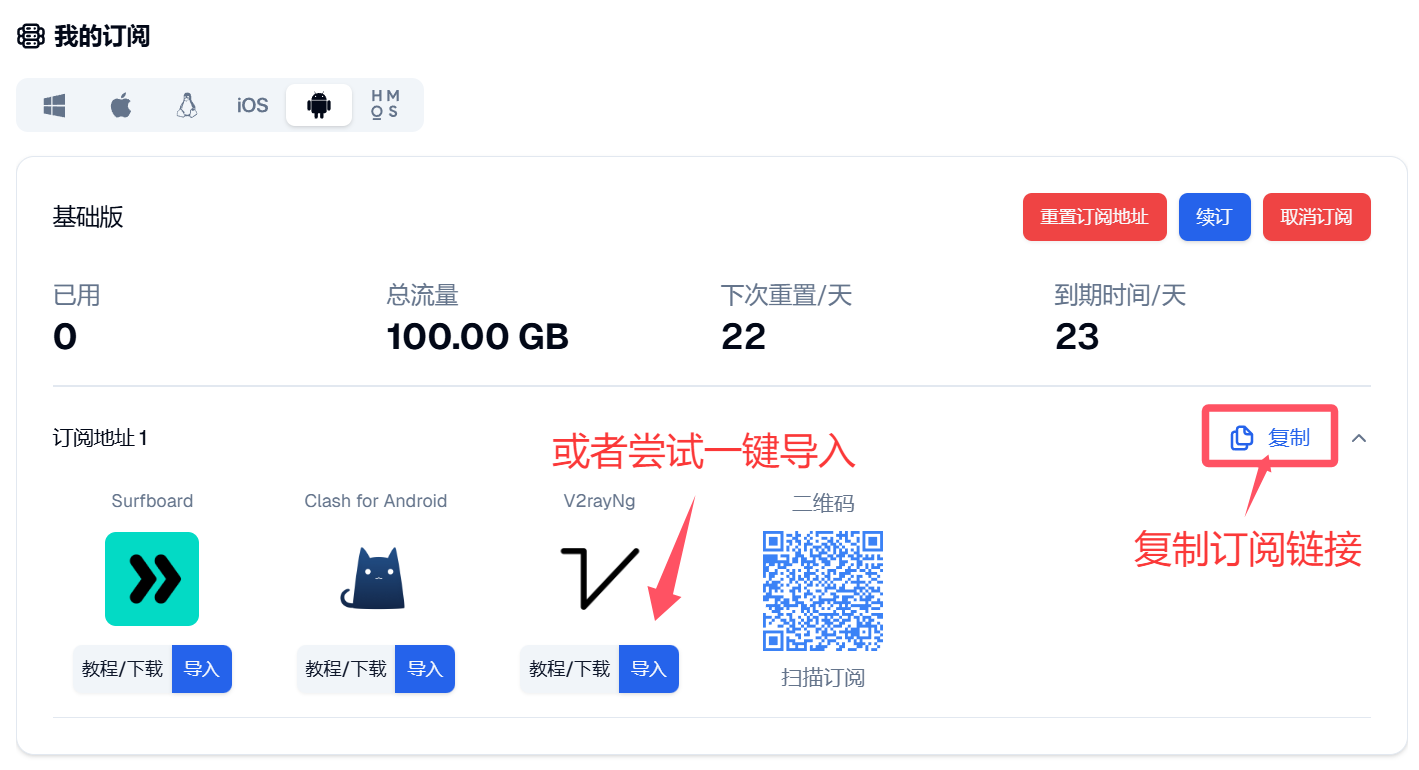 我的订阅
iOS
HM
OS
基础版
重置订阅地址
续订
取消订阅
已用
总流量
下次重置/天
到期时间/天
0
100.00 GB
22
23
订阅地址 1
复制
或者尝试一键导入
复制订阅链接
Surfboard
Clash for Android
V2rayNg
二维码
教程/下载
导入
教程/下载
导入
教程/下载
导入
扫描订阅